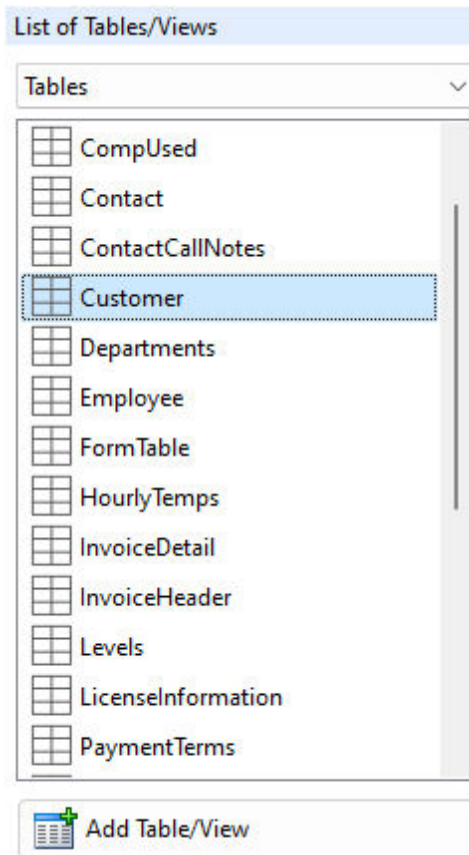 List of Tables/Views
Tables
CompUsed
Contact
ContactCallNotes
Customer
Departments
Employee
FormTable
HourlyTemps
InvoiceDetail
InvoiceHeader
Levels
LicenseInformation
PaymentTerms
Add Table/View